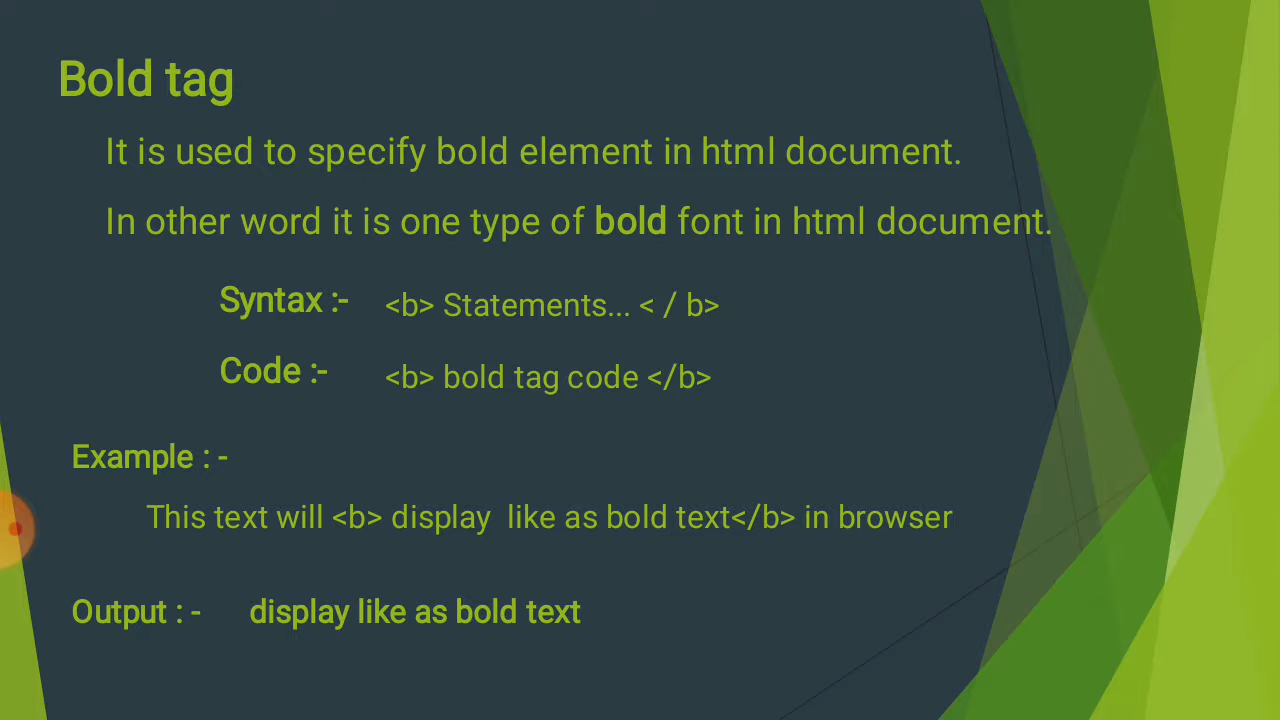 Bold tag
It is used to specify bold element in html document.
In other word it is one type of bold font in html document.
Syntax :- <b> Statements... < / b>
Code :- <b> bold tag code </b>
Example : -
This text will <b> display  like as bold text</b> in browser
Output : - display like as bold text